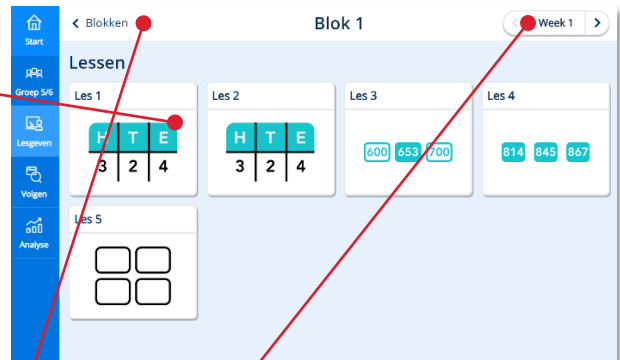 Start
Groep 5/6
Lesgeven
Volgen
Analyse
Blokken
Blok 1
Week 1
Lessen
Les 1
H T E
3 2 4
Les 2
H T E
3 2 4
Les 3
600 653 700
Les 4
814 845 867
Les 5